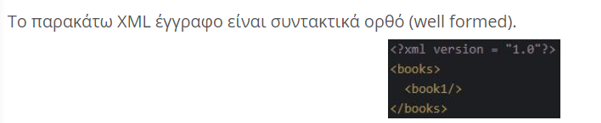 Το παρακάτω XML έγγραφο είναι συντακτικά ορθό (well formed).
<?xml version = "1.0"?>
<books>
<book1/>
</books>